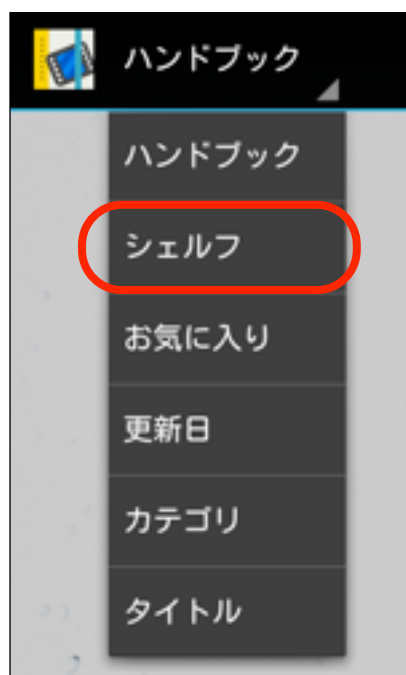 ハンドブック
ハンドブック
シェルフ
お気に入り
更新日
カテゴリ
タイトル